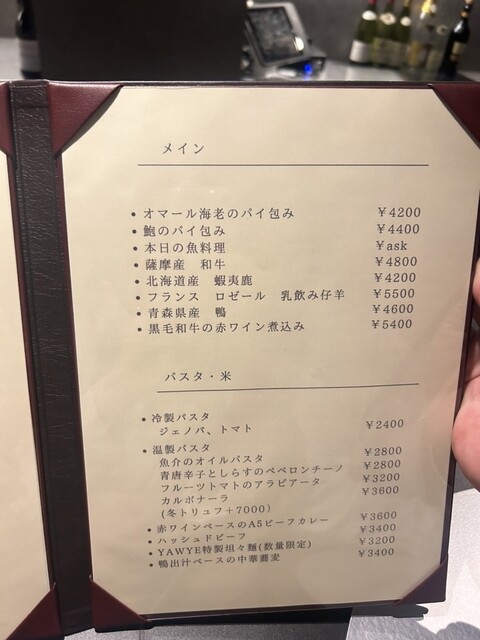 メイン
・オマール海老のパイ包み ￥4200
・鮑のパイ包み ￥4400
・本日の魚料理 ￥ask
・薩摩産 和牛 ￥4800
・北海道産 蝦夷鹿 ￥4200
・フランス ロゼール 乳飲み仔羊 ￥5500
・青森県産 鴨 ￥4600
・黒毛和牛の赤ワイン煮込み ￥5400
パスタ・米
・冷製パスタ
ジェノバ、トマト ￥2400
・温製パスタ
魚介のオイルパスタ ￥2800
青唐辛子としらすのペペロンチーノ ￥2800
フルーツトマトのアラビアータ ￥3200
カルボナーラ ￥3600
(冬トリュフ＋7000)
・赤ワインベースのA5ビーフカレー ￥3600
・ハッシュドビーフ ￥3400
・YAWYE特製坦々麺(数量限定) ￥3200
・鴨出汁ベースの中華蕎麦 ￥3400